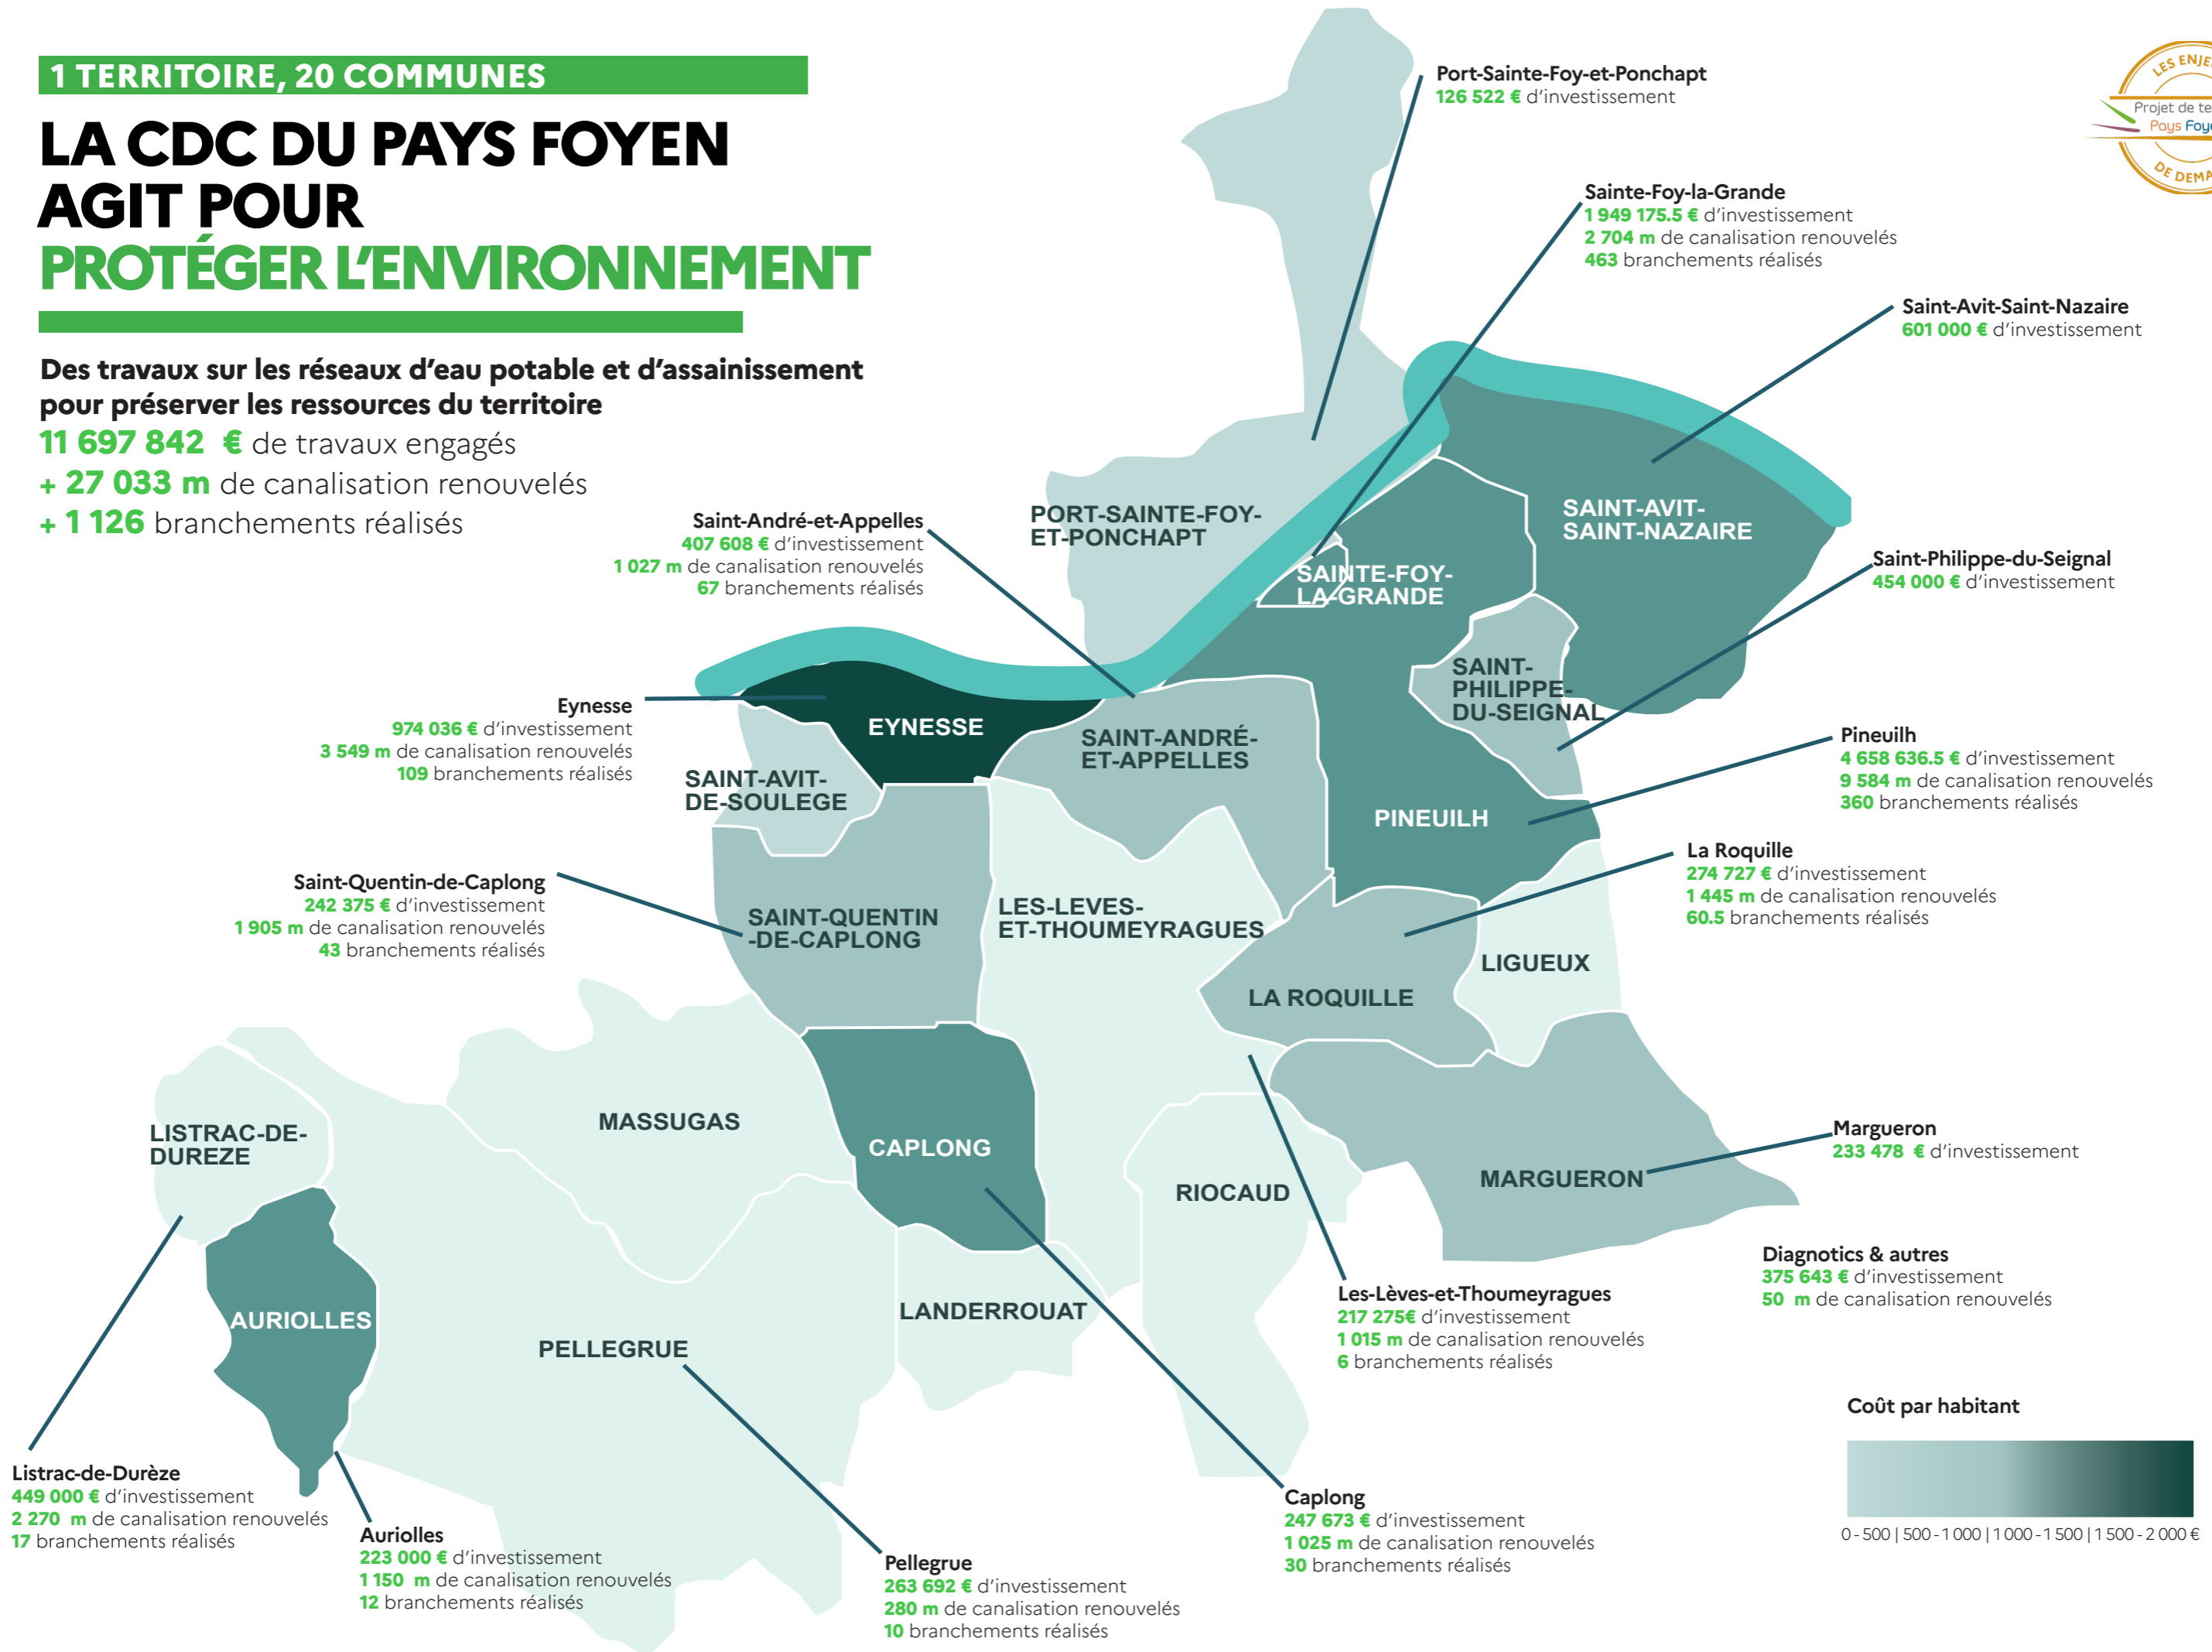 1 TERRITOIRE, 20 COMMUNES
LA CDC DU PAYS FOYEN
AGIT POUR
PROTÉGER L'ENVIRONNEMENT
Des travaux sur les réseaux d'eau potable et d'assainissement
pour préserver les ressources du territoire
11 697 842 € de travaux engagés
+ 27 033 m de canalisation renouvelés
+ 1 126 branchements réalisés
Port-Sainte-Foy-et-Ponchapt
126 522 € d'investissement
Pays
DE
Sainte-Foy-la-Grande
1 949 175.5 € d'investissement
2 704 m de canalisation renouvelés
463 branchements réalisés
Saint-Avit-Saint-Nazaire
601 000 € d'investissement
Saint-André-et-Appelles
407 608 € d'investissement
1 027 m de canalisation renouvelés
67 branchements réalisés
PORT-SAINTE-FOY-
ET-PONCHAPT
SAINT-AVIT-
SAINT-NAZAIRE
SAINTE-FOY-
LA-GRANDE
Saint-Philippe-du-Seignal
454 000 € d'investissement
SAINT-
PHILIPPE-
DU-SEIGNAL
Eynesse
974 036 € d'investissement
3 549 m de canalisation renouvelés
109 branchements réalisés
EYNESSE
SAINT-ANDRÉ-
ET-APPELLES
SAINT-AVIT-
DE-SOULEGE
Pineuilh
4 658 636.5 € d'investissement
9 584 m de canalisation renouvelés
360 branchements réalisés
PINEUILH
La Roquille
274 727 € d'investissement
1 445 m de canalisation renouvelés
60.5 branchements réalisés
Saint-Quentin-de-Caplong
242 375 € d'investissement
1 905 m de canalisation renouvelés
43 branchements réalisés
SAINT-QUENTIN
-DE-CAPLONG
LES-LEVES-
ET-THOUMEYRAGUES
LIGUEUX
LA ROQUILLE
LISTRAC-DE-
DUREZE
MASSUGAS
CAPLONG
RIOCAUD
MARGUERON
Margueron
233 478 € d'investissement
Diagnotics & autres
375 643 € d'investissement
50 m de canalisation renouvelés
AURIOLLES
PELLEGRUE
LANDERROUAT
Les-Lèves-et-Thoumeyragues
217 275€ d'investissement
1 015 m de canalisation renouvelés
6 branchements réalisés
Coût par habitant
0 - 500 | 500 - 1 000 | 1 000 - 1 500 | 1 500 - 2 000 €
Listrac-de-Durèze
449 000 € d'investissement
2 270 m de canalisation renouvelés
17 branchements réalisés
Auriolles
223 000 € d'investissement
1 150 m de canalisation renouvelés
12 branchements réalisés
Pellegrue
263 692 € d'investissement
280 m de canalisation renouvelés
10 branchements réalisés
Caplong
247 673 € d'investissement
1 025 m de canalisation renouvelés
30 branchements réalisés